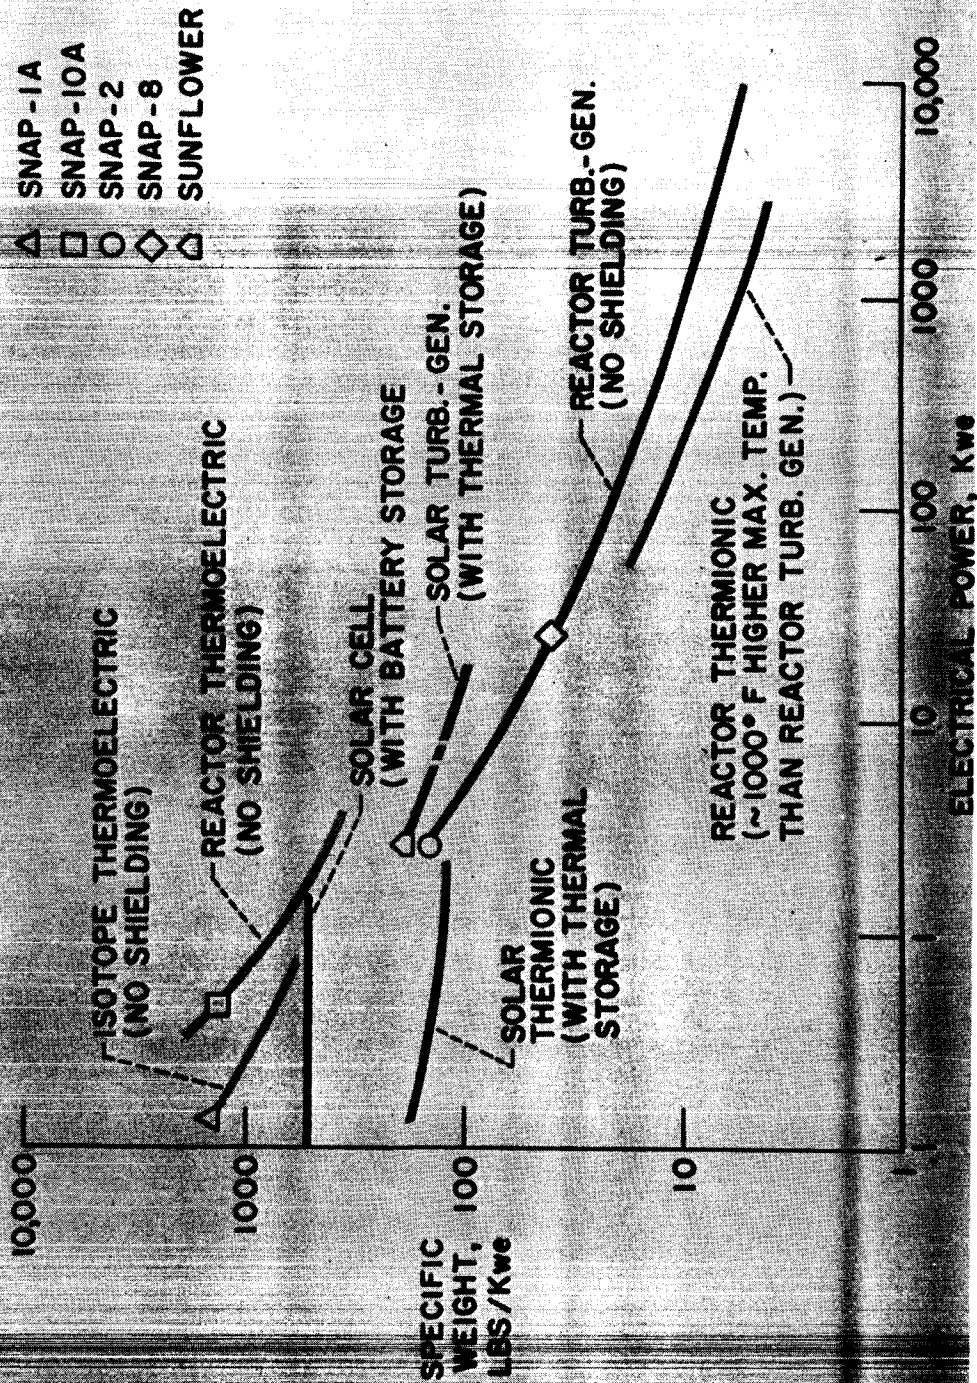 △ SNAP-1A
□ SNAP-10A
○ SNAP-2
◇ SNAP-8
⌂ SUNFLOWER
10,000
1000
100
10
1
SPECIFIC
WEIGHT,
LBS/Kwe
ISOTOPE THERMOELECTRIC
(NO SHIELDING)
REACTOR THERMOELECTRIC
(NO SHIELDING)
SOLAR CELL
(WITH BATTERY STORAGE
SOLAR TURB.-GEN.
(WITH THERMAL STORAGE)
SOLAR
THERMIONIC
(WITH THERMAL
STORAGE)
REACTOR TURB.-GEN.
(NO SHIELDING)
REACTOR THERMIONIC
(~1000° F HIGHER MAX. TEMP.
THAN REACTOR TURB. GEN.)
1
10
100
1000
10,000
ELECTRICAL POWER, Kwe